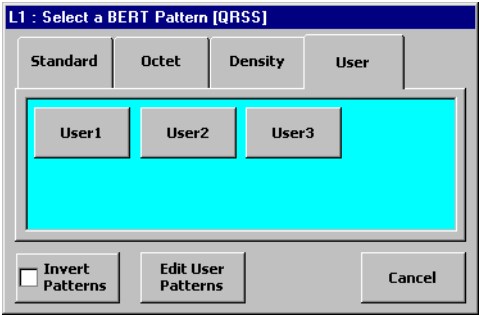 L1 : Select a BERT Pattern [QRSS]
Standard Octet Density User
User1 User2 User3
Invert
Patterns
Edit User
Patterns
Cancel